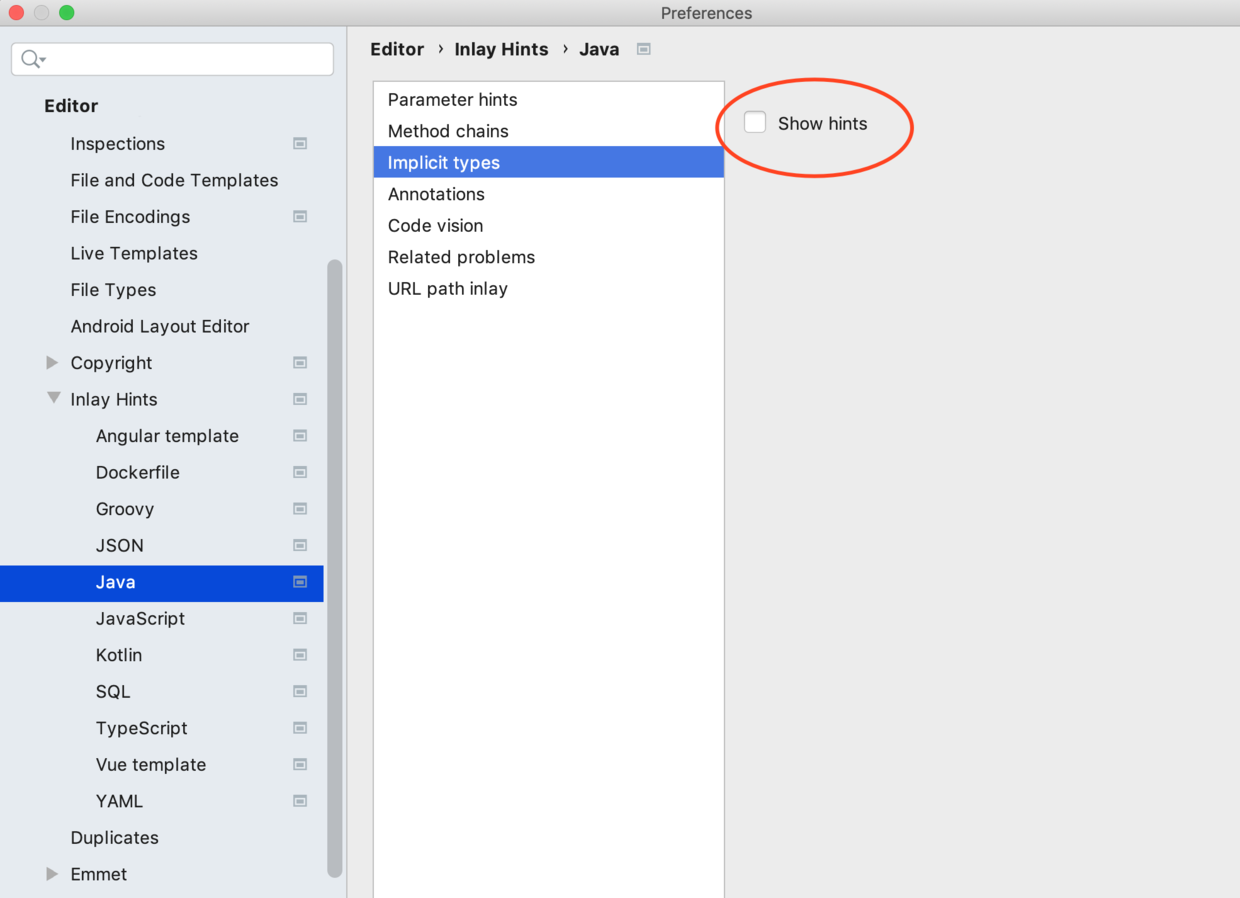 Preferences
Editor
Inspections
File and Code Templates
File Encodings
Live Templates
File Types
Android Layout Editor
Copyright
Inlay Hints
Angular template
Dockerfile
Groovy
JSON
Java
JavaScript
Kotlin
SQL
TypeScript
Vue template
YAML
Duplicates
Emmet
Editor › Inlay Hints › Java
Parameter hints
Method chains
Implicit types
Annotations
Code vision
Related problems
URL path inlay
Show hints